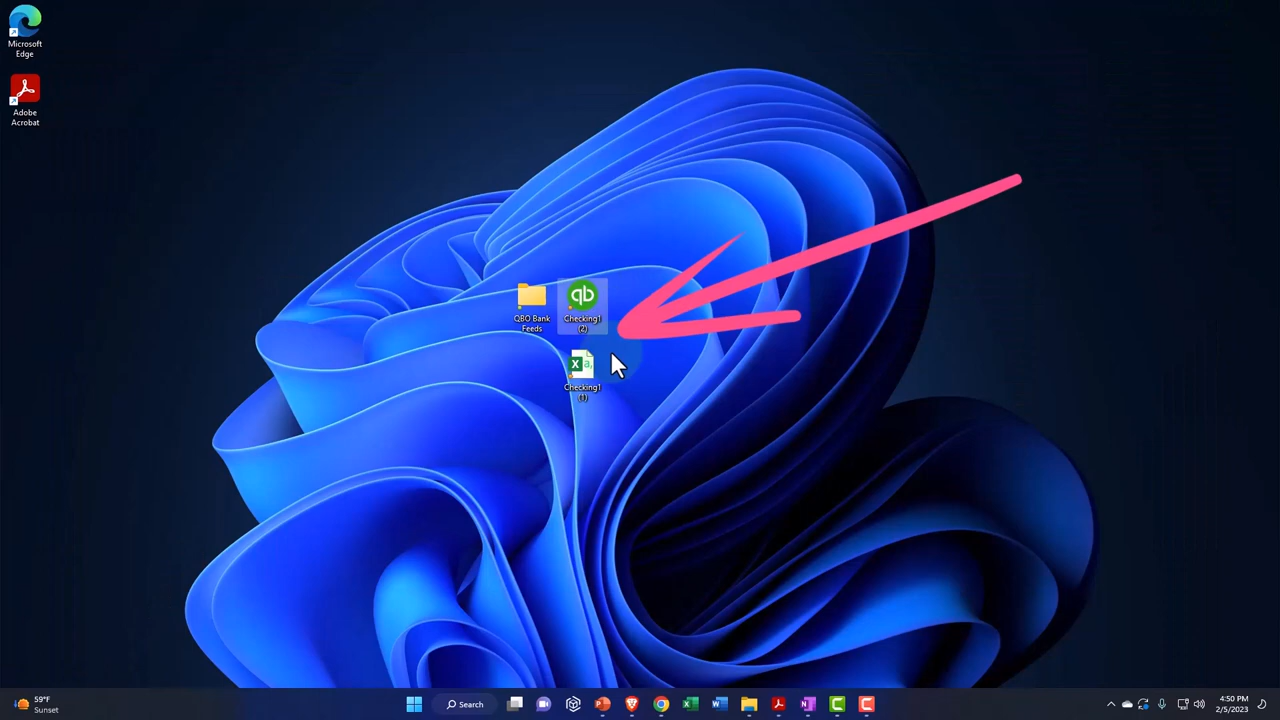 Microsoft
Edge
Adobe
Acrobat
QBO Bank
Feeds
qb
Checking1
(2)
X a,
Checking1
(1)
59°F
Sunset
Search
4:50 PM
2/5/2023